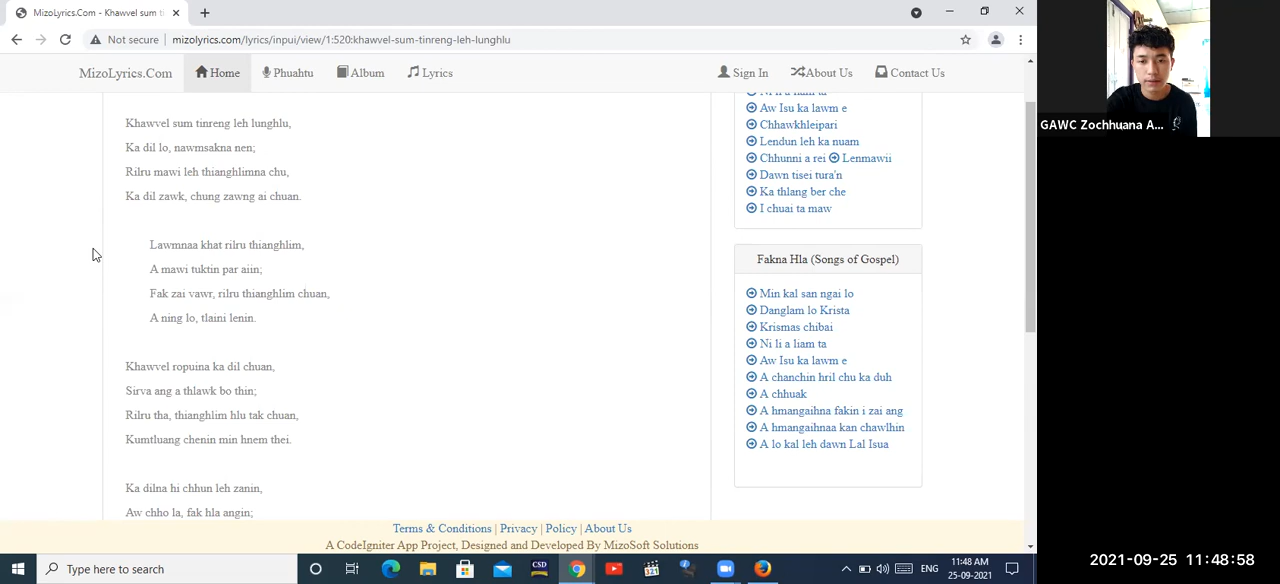 MizoLyrics.Com - Khawvel sum t
Not secure
mizolyrics.com/lyrics/inpui/view/1:520:khawvel-sum-tinreng-leh-lunghlu
MizoLyrics.Com
Home
Phuahtu
Album
Lyrics
Sign In
About Us
Contact Us
Khawvel sum tinreng leh lunghlu,
Ka dil lo, nawmsakna nen;
Rilru mawi leh thianghlimna chu,
Ka dil zawk, chung zawng ai chuan.
Lawmnaa khat rilru thianghlim,
A mawi tuktin par aiin;
Fak zai vawr, rilru thianghlim chuan,
A ning lo, tlaini lenin.
Khawvel ropuina ka dil chuan,
Sirva ang a thlawk bo thin;
Rilru tha, thianghlim hlu tak chuan,
Kumtluang chenin min hnem thei.
Ka dilna hi chhun leh zanin,
Aw chho la, fak hla angin;
Ni li a liam ta
Aw Isu ka lawm e
Chhawkhleipari
Lendun leh ka nuam
Chhunni a rei Lenmawii
Dawn tisei tura'n
Ka thlang ber che
I chuai ta maw
Fakna Hla (Songs of Gospel)
Min kal san ngai lo
Danglam lo Krista
Krismas chibai
Ni li a liam ta
Aw Isu ka lawm e
A chanchin hril chu ka duh
A chhuak
A hmangaihna fakin i zai ang
A hmangaihnaa kan chawlhin
A lo kal leh dawn Lal Isua
Terms & Conditions | Privacy | Policy | About Us
A CodeIgniter App Project, Designed and Developed By MizoSoft Solutions
Type here to search
CSD
ENG
11:48 AM
25-09-2021
GAWC Zochhuana A...
2021-09-25 11:48:58